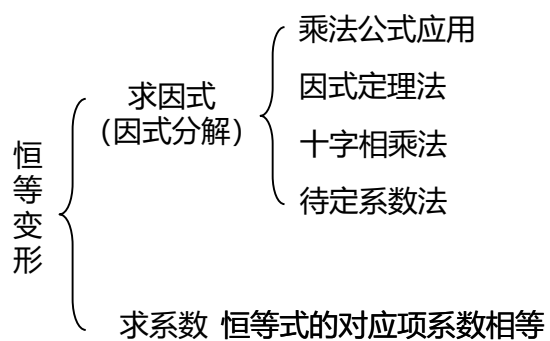 恒等变形
求因式
（因式分解）
乘法公式应用
因式定理法
十字相乘法
待定系数法
求系数 恒等式的对应项系数相等